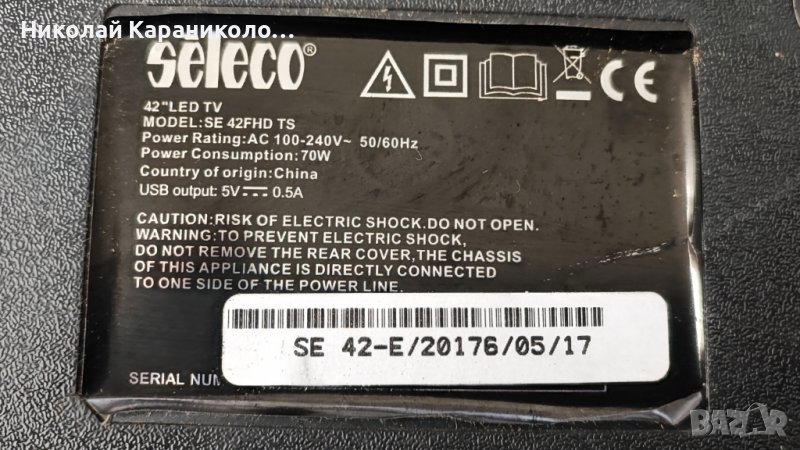 Николай Караниколо...
seleco®
42"LED TV
MODEL:SE 42FHD TS
Power Rating:AC 100-240V~ 50/60Hz
Power Consumption:70W
Country of origin:China
USB output: 5V⎓ 0.5A
CAUTION:RISK OF ELECTRIC SHOCK.DO NOT OPEN.
WARNING:TO PREVENT ELECTRIC SHOCK,
DO NOT REMOVE THE REAR COVER,THE CHASSIS
OF THIS APPLIANCE IS DIRECTLY CONNECTED
TO ONE SIDE OF THE POWER LINE.
SE 42-E/20176/05/17
SERIAL NUM
BAZAR